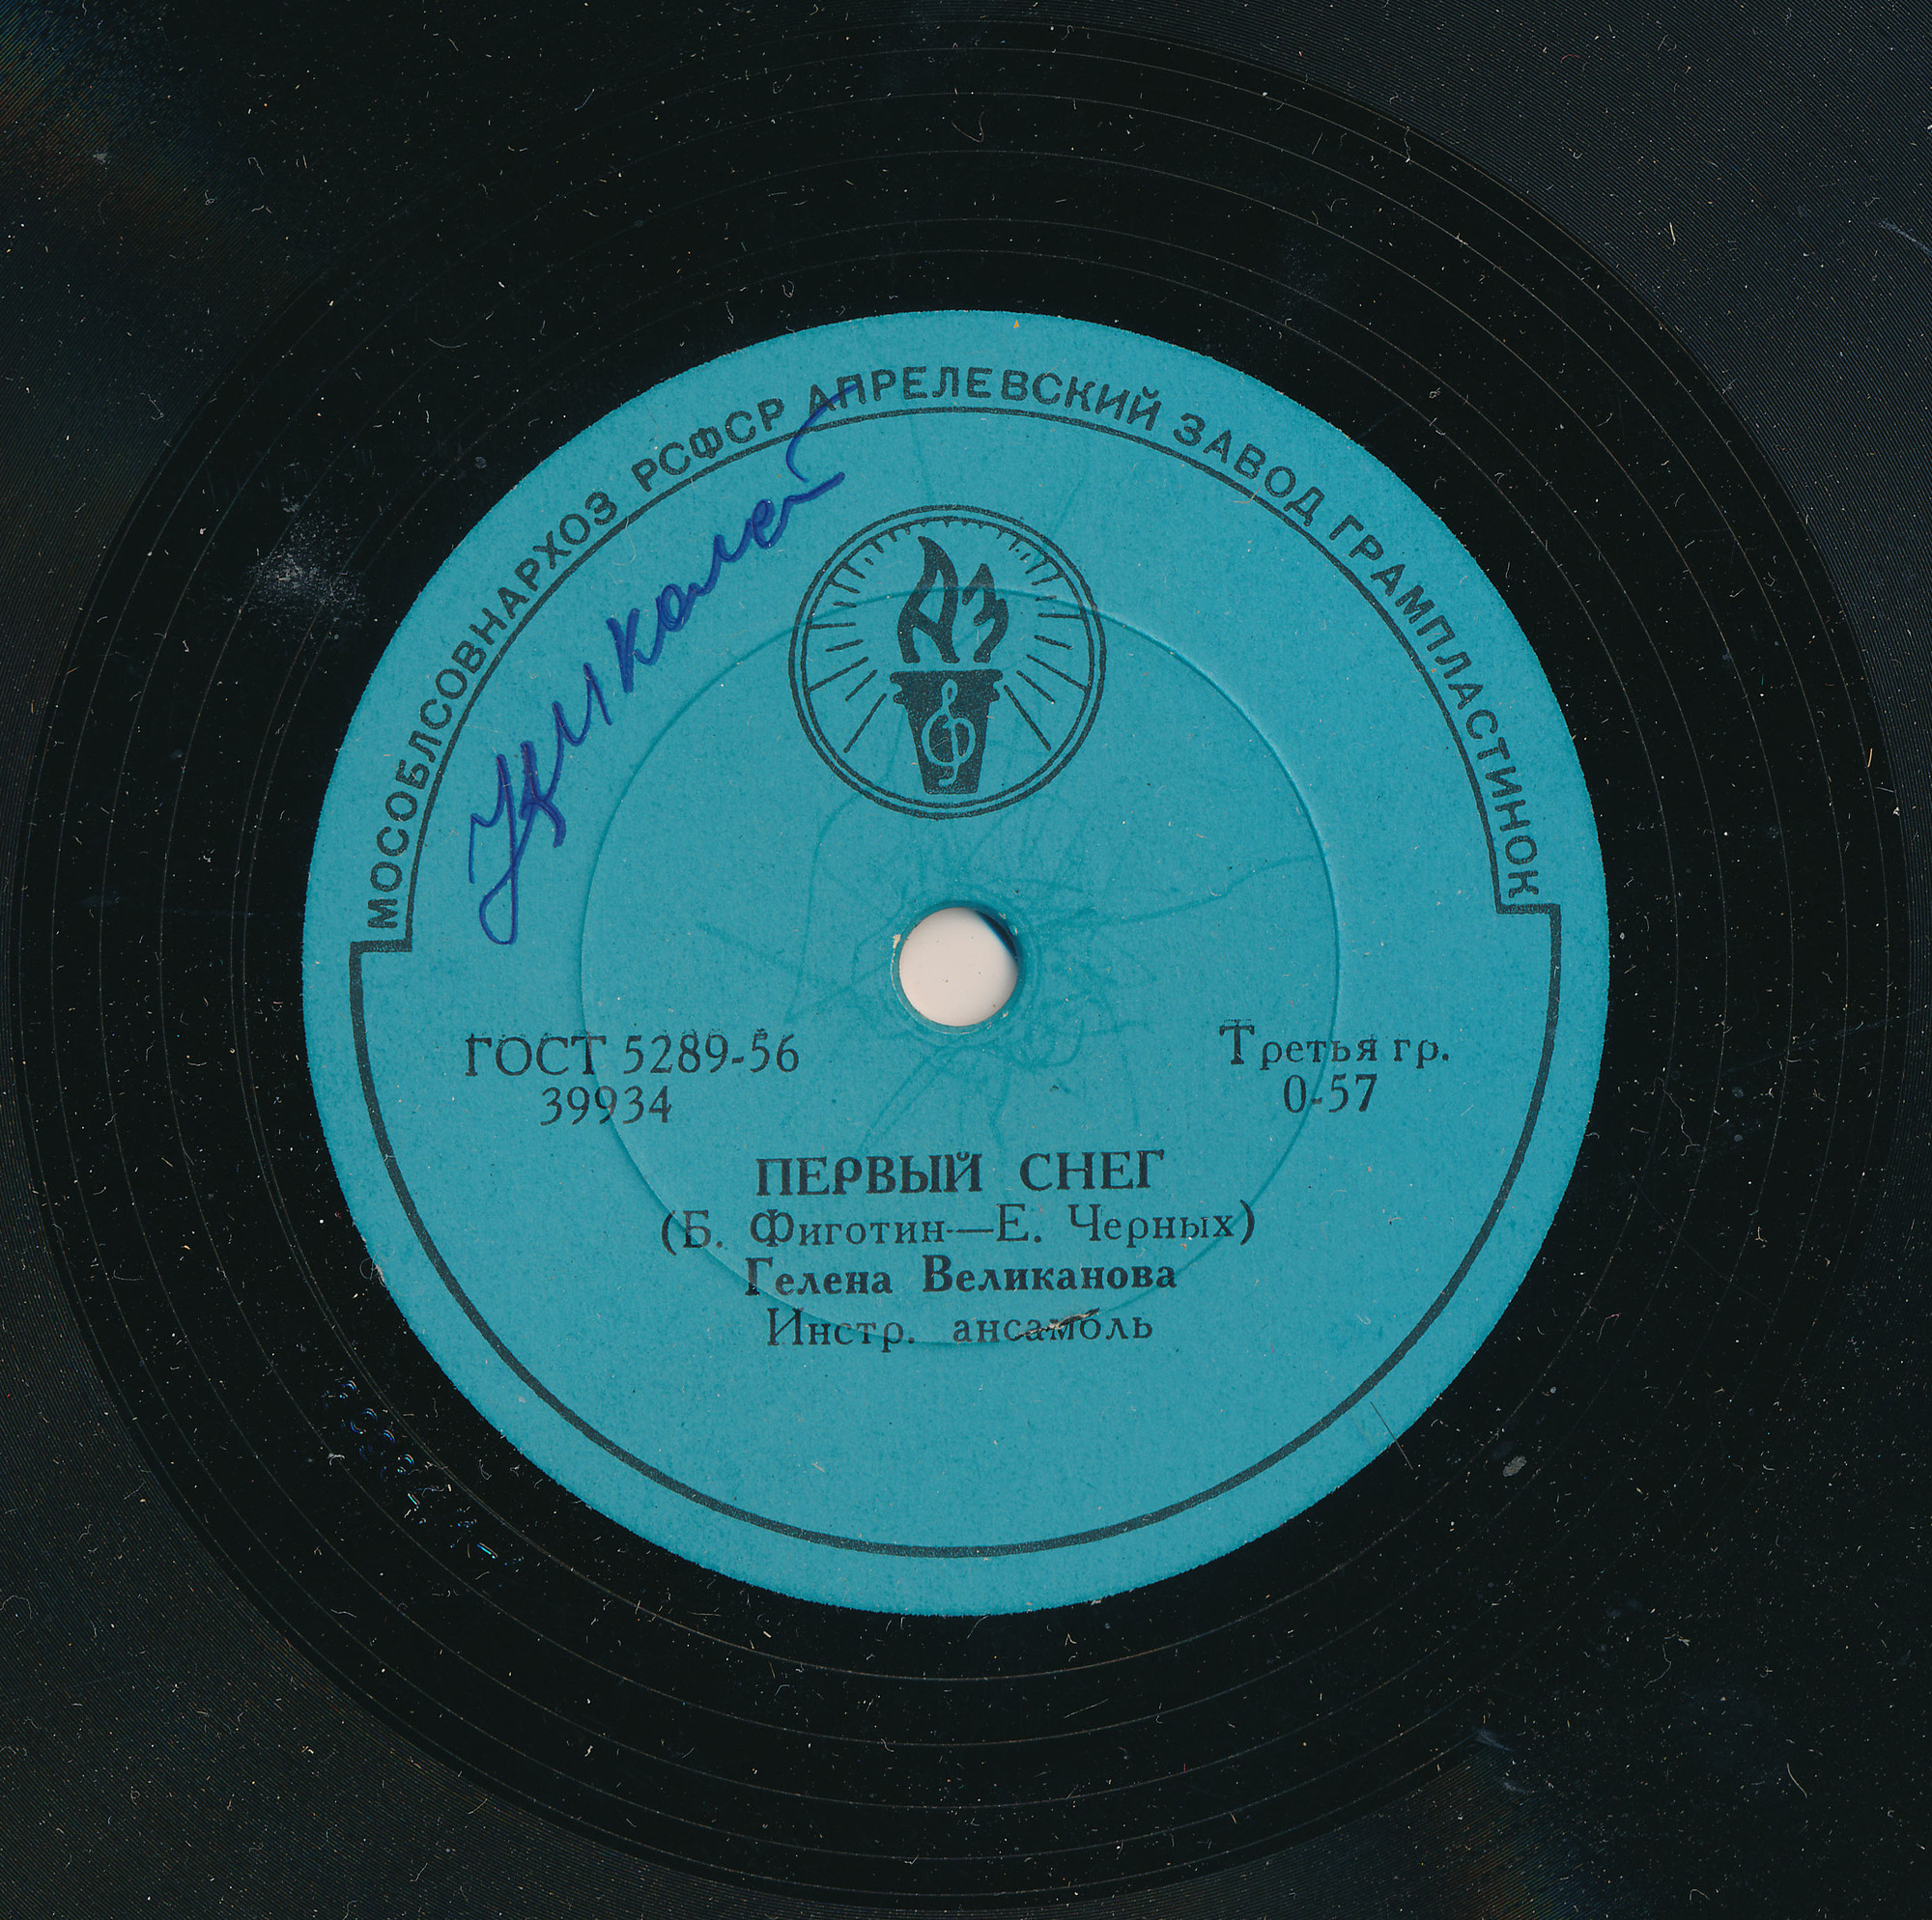 МОСОБЛСОВНАРХОЗ РСФСР АПРЕЛЕВСКИЙ ЗАВОД ГРАМПЛАСТИНОК
ГОСТ 5289-56
39934
Третья гр.
0-57
ПЕРВЫЙ СНЕГ
(Б. Фиготин—Е. Черных)
Гелена Великанова
Инстр. ансамбль